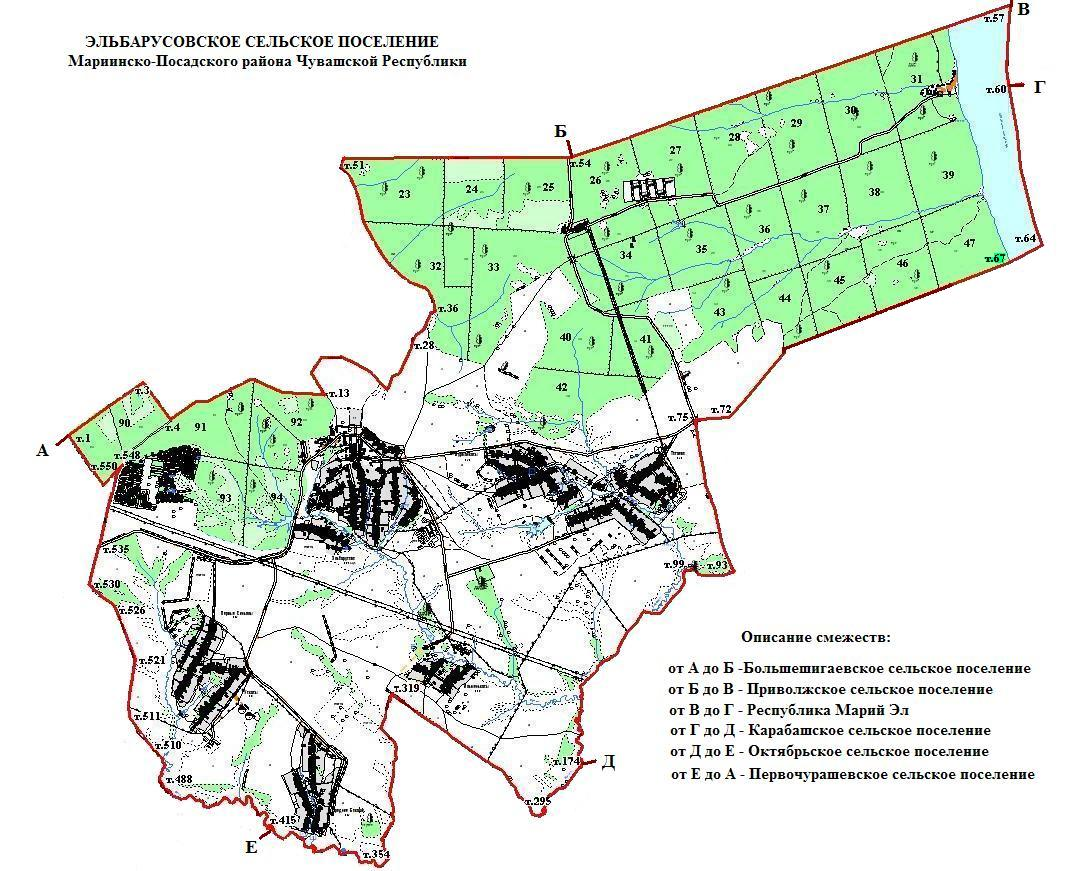 ЭЛЬБАРУСОВСКОЕ СЕЛЬСКОЕ ПОСЕЛЕНИЕ
Мариинско-Посадского района Чувашской Республики
В
т.57
31
т.60
Г
30
29
Б
28
27
т.51
т.54
26
25
24
23
39
38
37
36
47
т.64
35
34
33
32
т.67
46
45
44
43
т.36
40
41
т.28
42
т.3
т.13
90
т.4
91
92
т.75
т.72
т.1
А
т.548
т.550
93
94
т.535
т.99
т.93
т.530
т.526
т.521
т.319
т.511
т.510
т.488
т.174
Д
т.295
т.415
Е
т.354
Описание смежеств:
от А до Б -Большешигаевское сельское поселение
от Б до В - Приволжское сельское поселение
от В до Г - Республика Марий Эл
от Г до Д - Карабашское сельское поселение
от Д до Е - Октябрьское сельское поселение
от Е до А - Первочурашевское сельское поселение